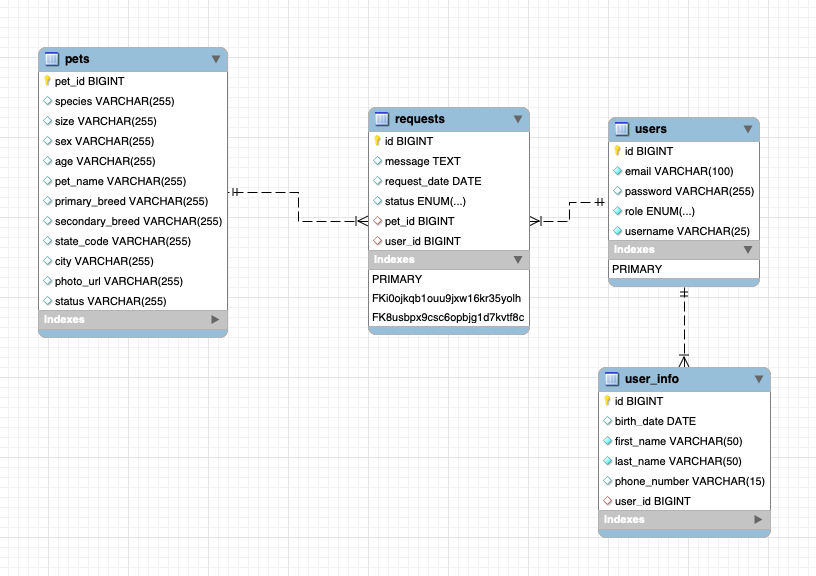 pets
pet_id BIGINT
species VARCHAR(255)
size VARCHAR(255)
sex VARCHAR(255)
age VARCHAR(255)
pet_name VARCHAR(255)
primary_breed VARCHAR(255)
secondary_breed VARCHAR(255)
state_code VARCHAR(255)
city VARCHAR(255)
photo_url VARCHAR(255)
status VARCHAR(255)
Indexes
requests
id BIGINT
message TEXT
request_date DATE
status ENUM(...)
pet_id BIGINT
user_id BIGINT
Indexes
PRIMARY
FKi0ojkqb1ouu9jxw16kr35yolh
FK8usbpx9csc6opbjg1d7kvtf8c
users
id BIGINT
email VARCHAR(100)
password VARCHAR(255)
role ENUM(...)
username VARCHAR(25)
Indexes
PRIMARY
user_info
id BIGINT
birth_date DATE
first_name VARCHAR(50)
last_name VARCHAR(50)
phone_number VARCHAR(15)
user_id BIGINT
Indexes